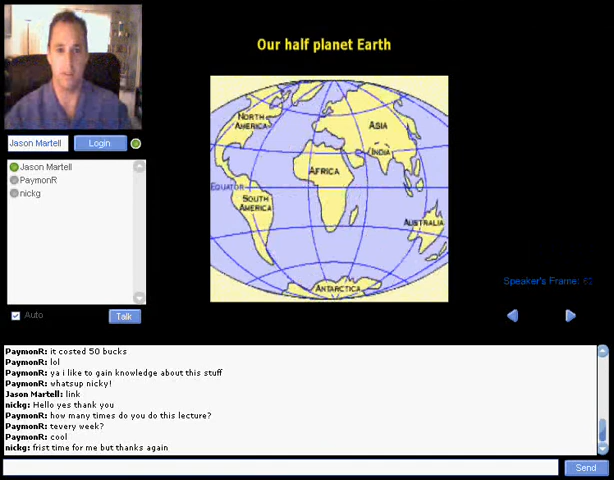 Our half planet Earth
NORTH
AMERICA
ASIA
INDIA
AFRICA
EQUATOR
SOUTH
AMERICA
AUSTRALIA
ANTARCTICA
Jason Martell
Login
Jason Martell
PaymonR
nickg
Auto
Talk
Speaker's Frame:
PaymonR: it costed 50 bucks
PaymonR: lol
PaymonR: ya i like to gain knowledge about this stuff
PaymonR: whatsup nicky!
Jason Martell: link
nickg: Hello yes thank you
PaymonR: how many times do you do this lecture?
PaymonR: tevery week?
PaymonR: cool
nickg: frist time for me but thanks again
Send